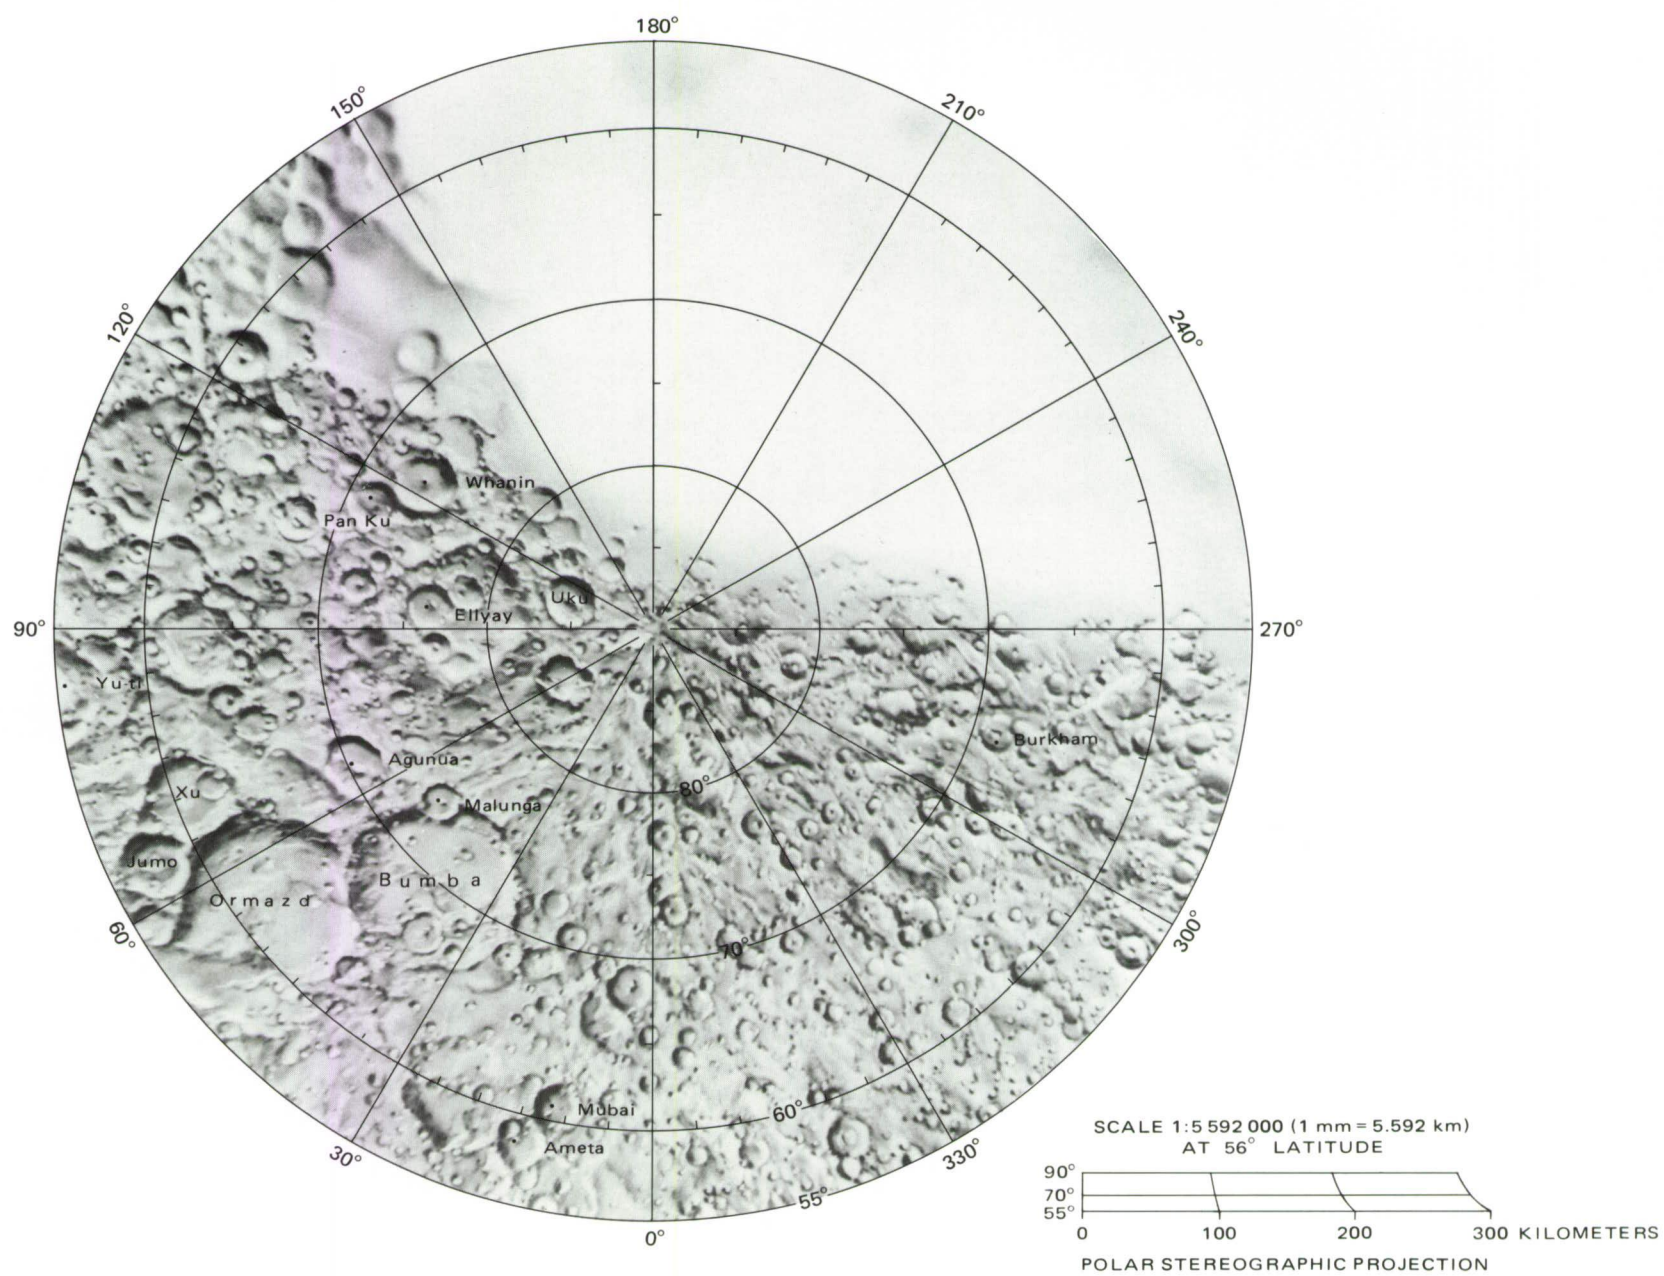 180°
150°
210°
120°
240°
Whanin
Pan Ku
Uku
Ellyay
90°
270°
Yu-ti
Burkham
Agunua
80°
Xu
Malunga
Jumo
Bumba
Ormazd
60°
70°
300°
Mubai
60°
Ameta
30°
330°
55°
0°
SCALE 1:5 592 000 (1 mm = 5.592 km)
AT 56° LATITUDE
90°
70°
55°
0 100 200 300 KILOMETERS
POLAR STEREOGRAPHIC PROJECTION